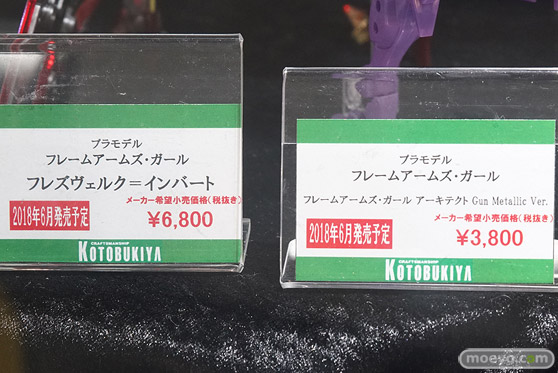 プラモデル
フレームアームズ・ガール
フレズヴェルク＝インバート
メーカー希望小売価格(税抜き)
2018年6月発売予定
¥6,800
CRAFTSMANSHIP
KOTOBUKIYA
プラモデル
フレームアームズ・ガール
フレームアームズ・ガール アーキテクト Gun Metallic Ver.
メーカー希望小売価格(税抜き)
2018年6月発売予定
¥3,800
CRAFTSMANSHIP
KOTOBUKIYA
moeyo.com